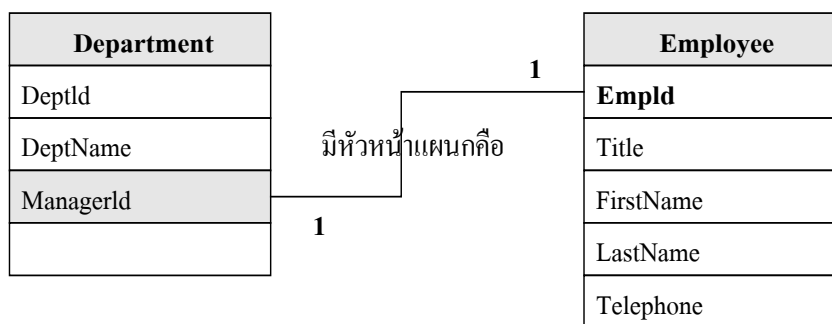 Department
DeptId
DeptName
ManagerId
1
มีหัวหน้าแผนกคือ
1
Employee
EmpId
Title
FirstName
LastName
Telephone